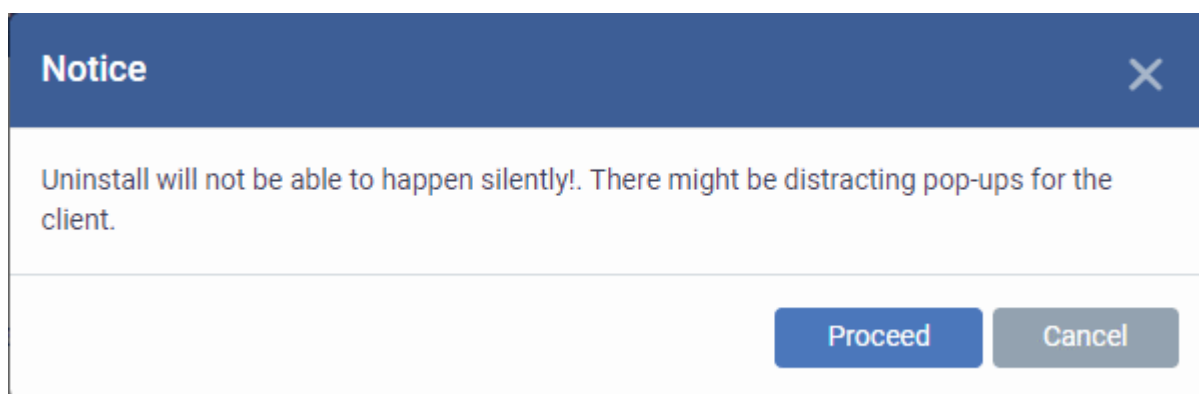 Notice
Uninstall will not be able to happen silently!. There might be distracting pop-ups for the
client.
Proceed
Cancel